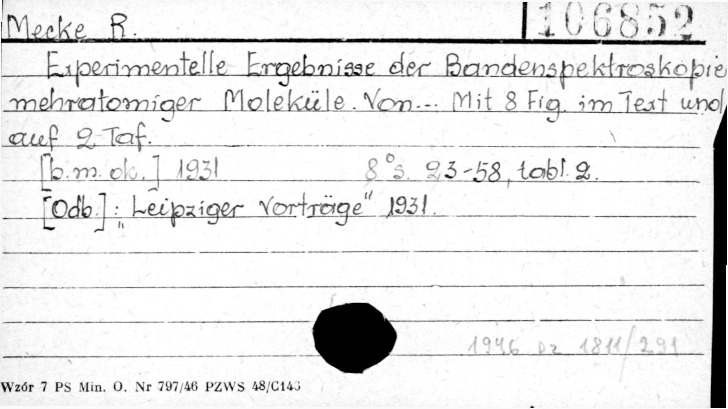 Mecke R.
106852
Experimentelle Ergebnisse der Bandenspektroskopie
mehratomiger Moleküle. Von... Mit 8 Fig. im Text und
auf 2 Taf.
[b.m. ok.] 1931 8° s. 23-58, tabl. 2.
[Odb.]: „Leipziger Vorträge" 1931.
1946 Dz 1811/291
Wzór 7 PS Min. O. Nr 797/46 PZWS 48/C143